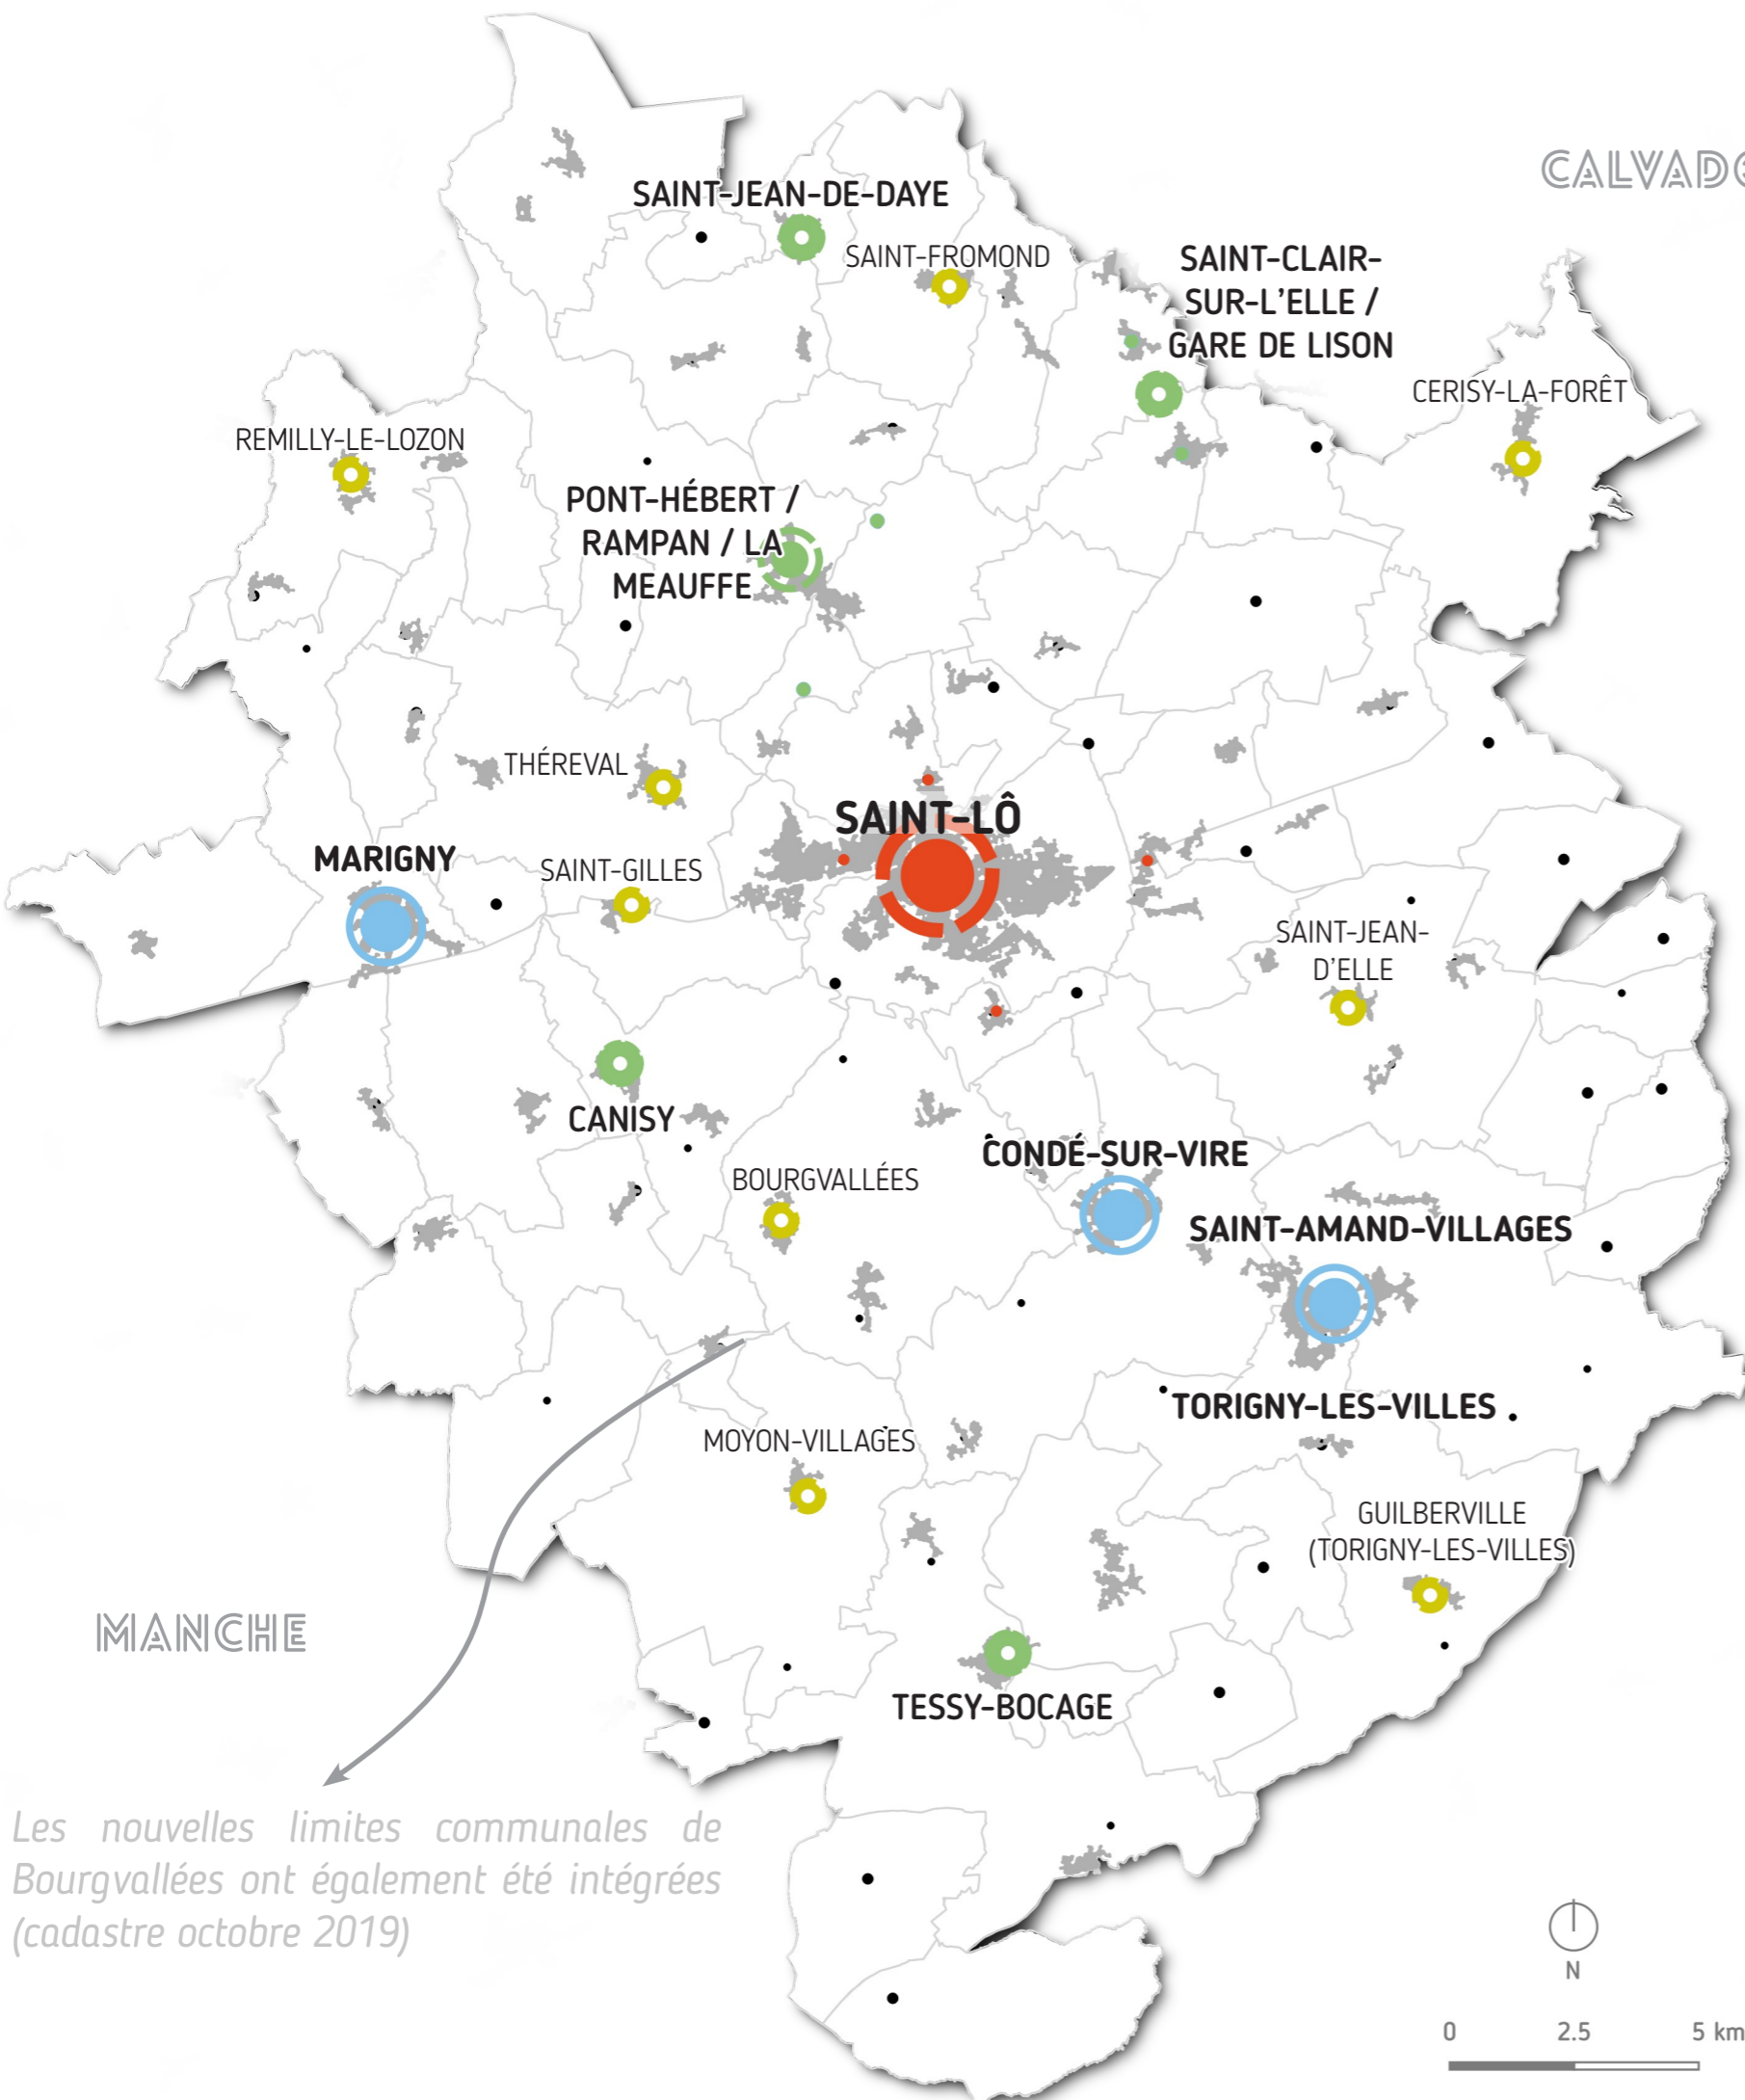 CALVADO
SAINT-JEAN-DE-DAYE
SAINT-FROMOND
SAINT-CLAIR-
SUR-L'ELLE /
GARE DE LISON
CERISY-LA-FORÊT
REMILLY-LE-LOZON
PONT-HÉBERT /
RAMPAN / LA
MEAUFFE
THÉREVAL
SAINT-LÔ
MARIGNY
SAINT-GILLES
SAINT-JEAN-
D'ELLE
CANISY
CONDÉ-SUR-VIRE
BOURGVALLÉES
SAINT-AMAND-VILLAGES
TORIGNY-LES-VILLES
MOYON-VILLAGES
GUILBERVILLE
(TORIGNY-LES-VILLES)
MANCHE
TESSY-BOCAGE
Les nouvelles limites communales de
Bourgvallées ont également été intégrées
(cadastre octobre 2019)
N
0 2.5 5 km